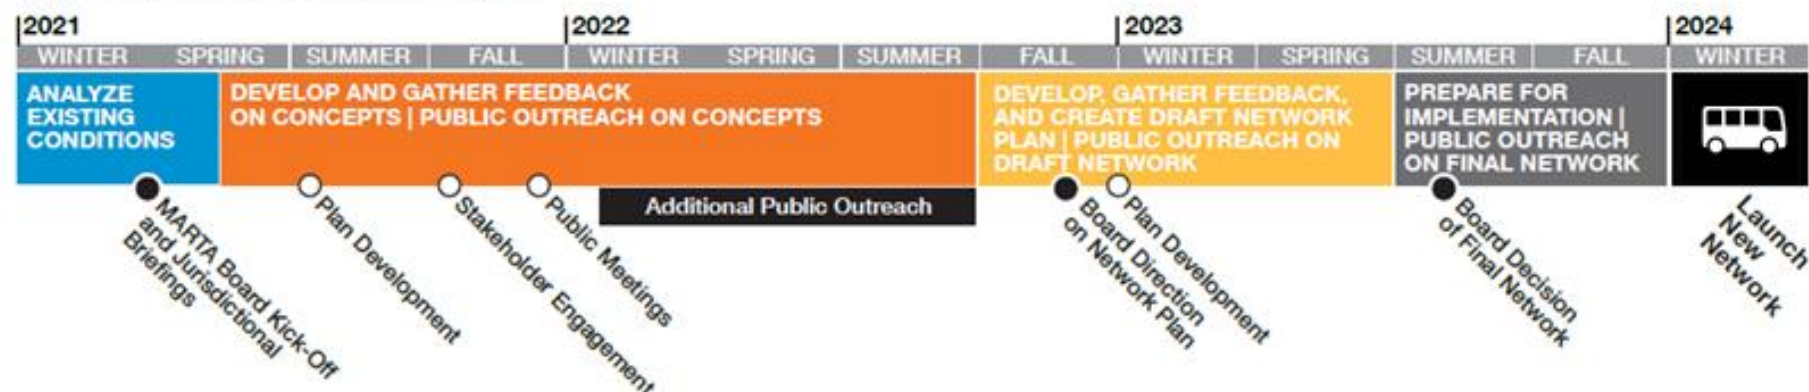 2021
2022
2023
2024
WINTER SPRING SUMMER FALL WINTER SPRING SUMMER FALL WINTER SPRING SUMMER FALL WINTER
ANALYZE
EXISTING
CONDITIONS
DEVELOP AND GATHER FEEDBACK
ON CONCEPTS | PUBLIC OUTREACH ON CONCEPTS
DEVELOP, GATHER FEEDBACK,
AND CREATE DRAFT NETWORK
PLAN | PUBLIC OUTREACH ON
DRAFT NETWORK
PREPARE FOR
IMPLEMENTATION |
PUBLIC OUTREACH
ON FINAL NETWORK
Additional Public Outreach
MARTA Board Kick-Off
and Jurisdictional
Briefings
Plan Development
Stakeholder Engagement
Public Meetings
Board Direction
on Network Plan
Plan Development
Board Decision
of Final Network
Launch
New
Network